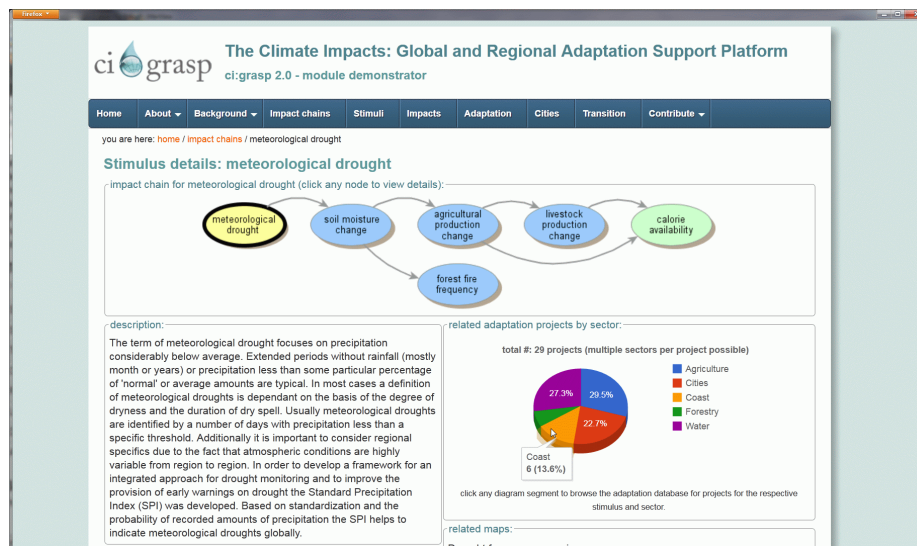 Firefox
ci grasp
The Climate Impacts: Global and Regional Adaptation Support Platform
ci:grasp 2.0 - module demonstrator
Home About Background Impact chains Stimuli Impacts Adaptation Cities Transition Contribute
you are here: home / impact chains / meteorological drought
Stimulus details: meteorological drought
impact chain for meteorological drought (click any node to view details):
meteorological
drought
soil moisture
change
agricultural
production
change
livestock
production
change
calorie
availability
forest fire
frequency
description:
The term of meteorological drought focuses on precipitation
considerably below average. Extended periods without rainfall (mostly
month or years) or precipitation less than some particular percentage
of 'normal' or average amounts are typical. In most cases a definition
of meteorological droughts is dependant on the basis of the degree of
dryness and the duration of dry spell. Usually meteorological droughts
are identified by a number of days with precipitation less than a
specific threshold. Additionally it is important to consider regional
specifics due to the fact that atmospheric conditions are highly
variable from region to region. In order to develop a framework for an
integrated approach for drought monitoring and to improve the
provision of early warnings on drought the Standard Precipitation
Index (SPI) was developed. Based on standardization and the
probability of recorded amounts of precipitation the SPI helps to
indicate meteorological droughts globally.
related adaptation projects by sector:
total #: 29 projects (multiple sectors per project possible)
27.3%
29.5%
22.7%
Agriculture
Cities
Coast
Forestry
Water
Coast
6 (13.6%)
click any diagram segment to browse the adaptation database for projects for the respective
stimulus and sector.
related maps: